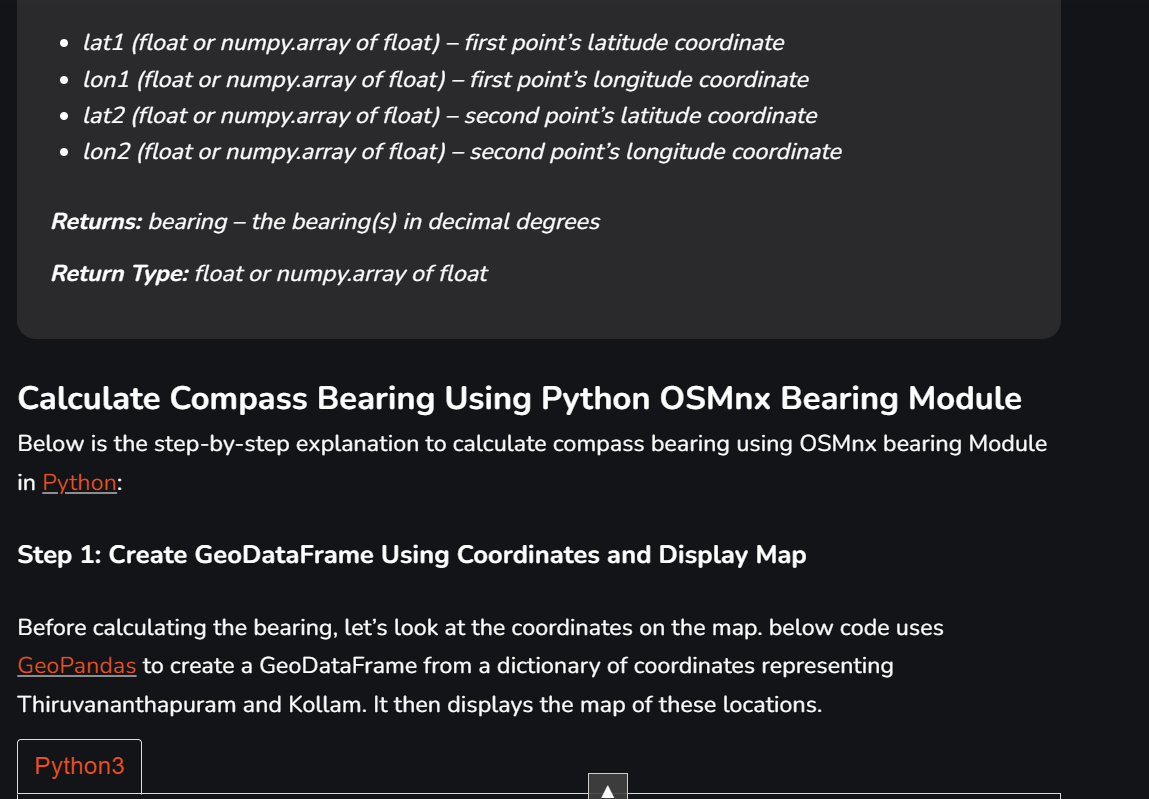 • lat1 (float or numpy.array of float) – first point’s latitude coordinate
• lon1 (float or numpy.array of float) – first point’s longitude coordinate
• lat2 (float or numpy.array of float) – second point’s latitude coordinate
• lon2 (float or numpy.array of float) – second point’s longitude coordinate
Returns: bearing – the bearing(s) in decimal degrees
Return Type: float or numpy.array of float
Calculate Compass Bearing Using Python OSMnx Bearing Module
Below is the step-by-step explanation to calculate compass bearing using OSMnx bearing Module
in Python:
Step 1: Create GeoDataFrame Using Coordinates and Display Map
Before calculating the bearing, let’s look at the coordinates on the map. below code uses
GeoPandas to create a GeoDataFrame from a dictionary of coordinates representing
Thiruvananthapuram and Kollam. It then displays the map of these locations.
Python3